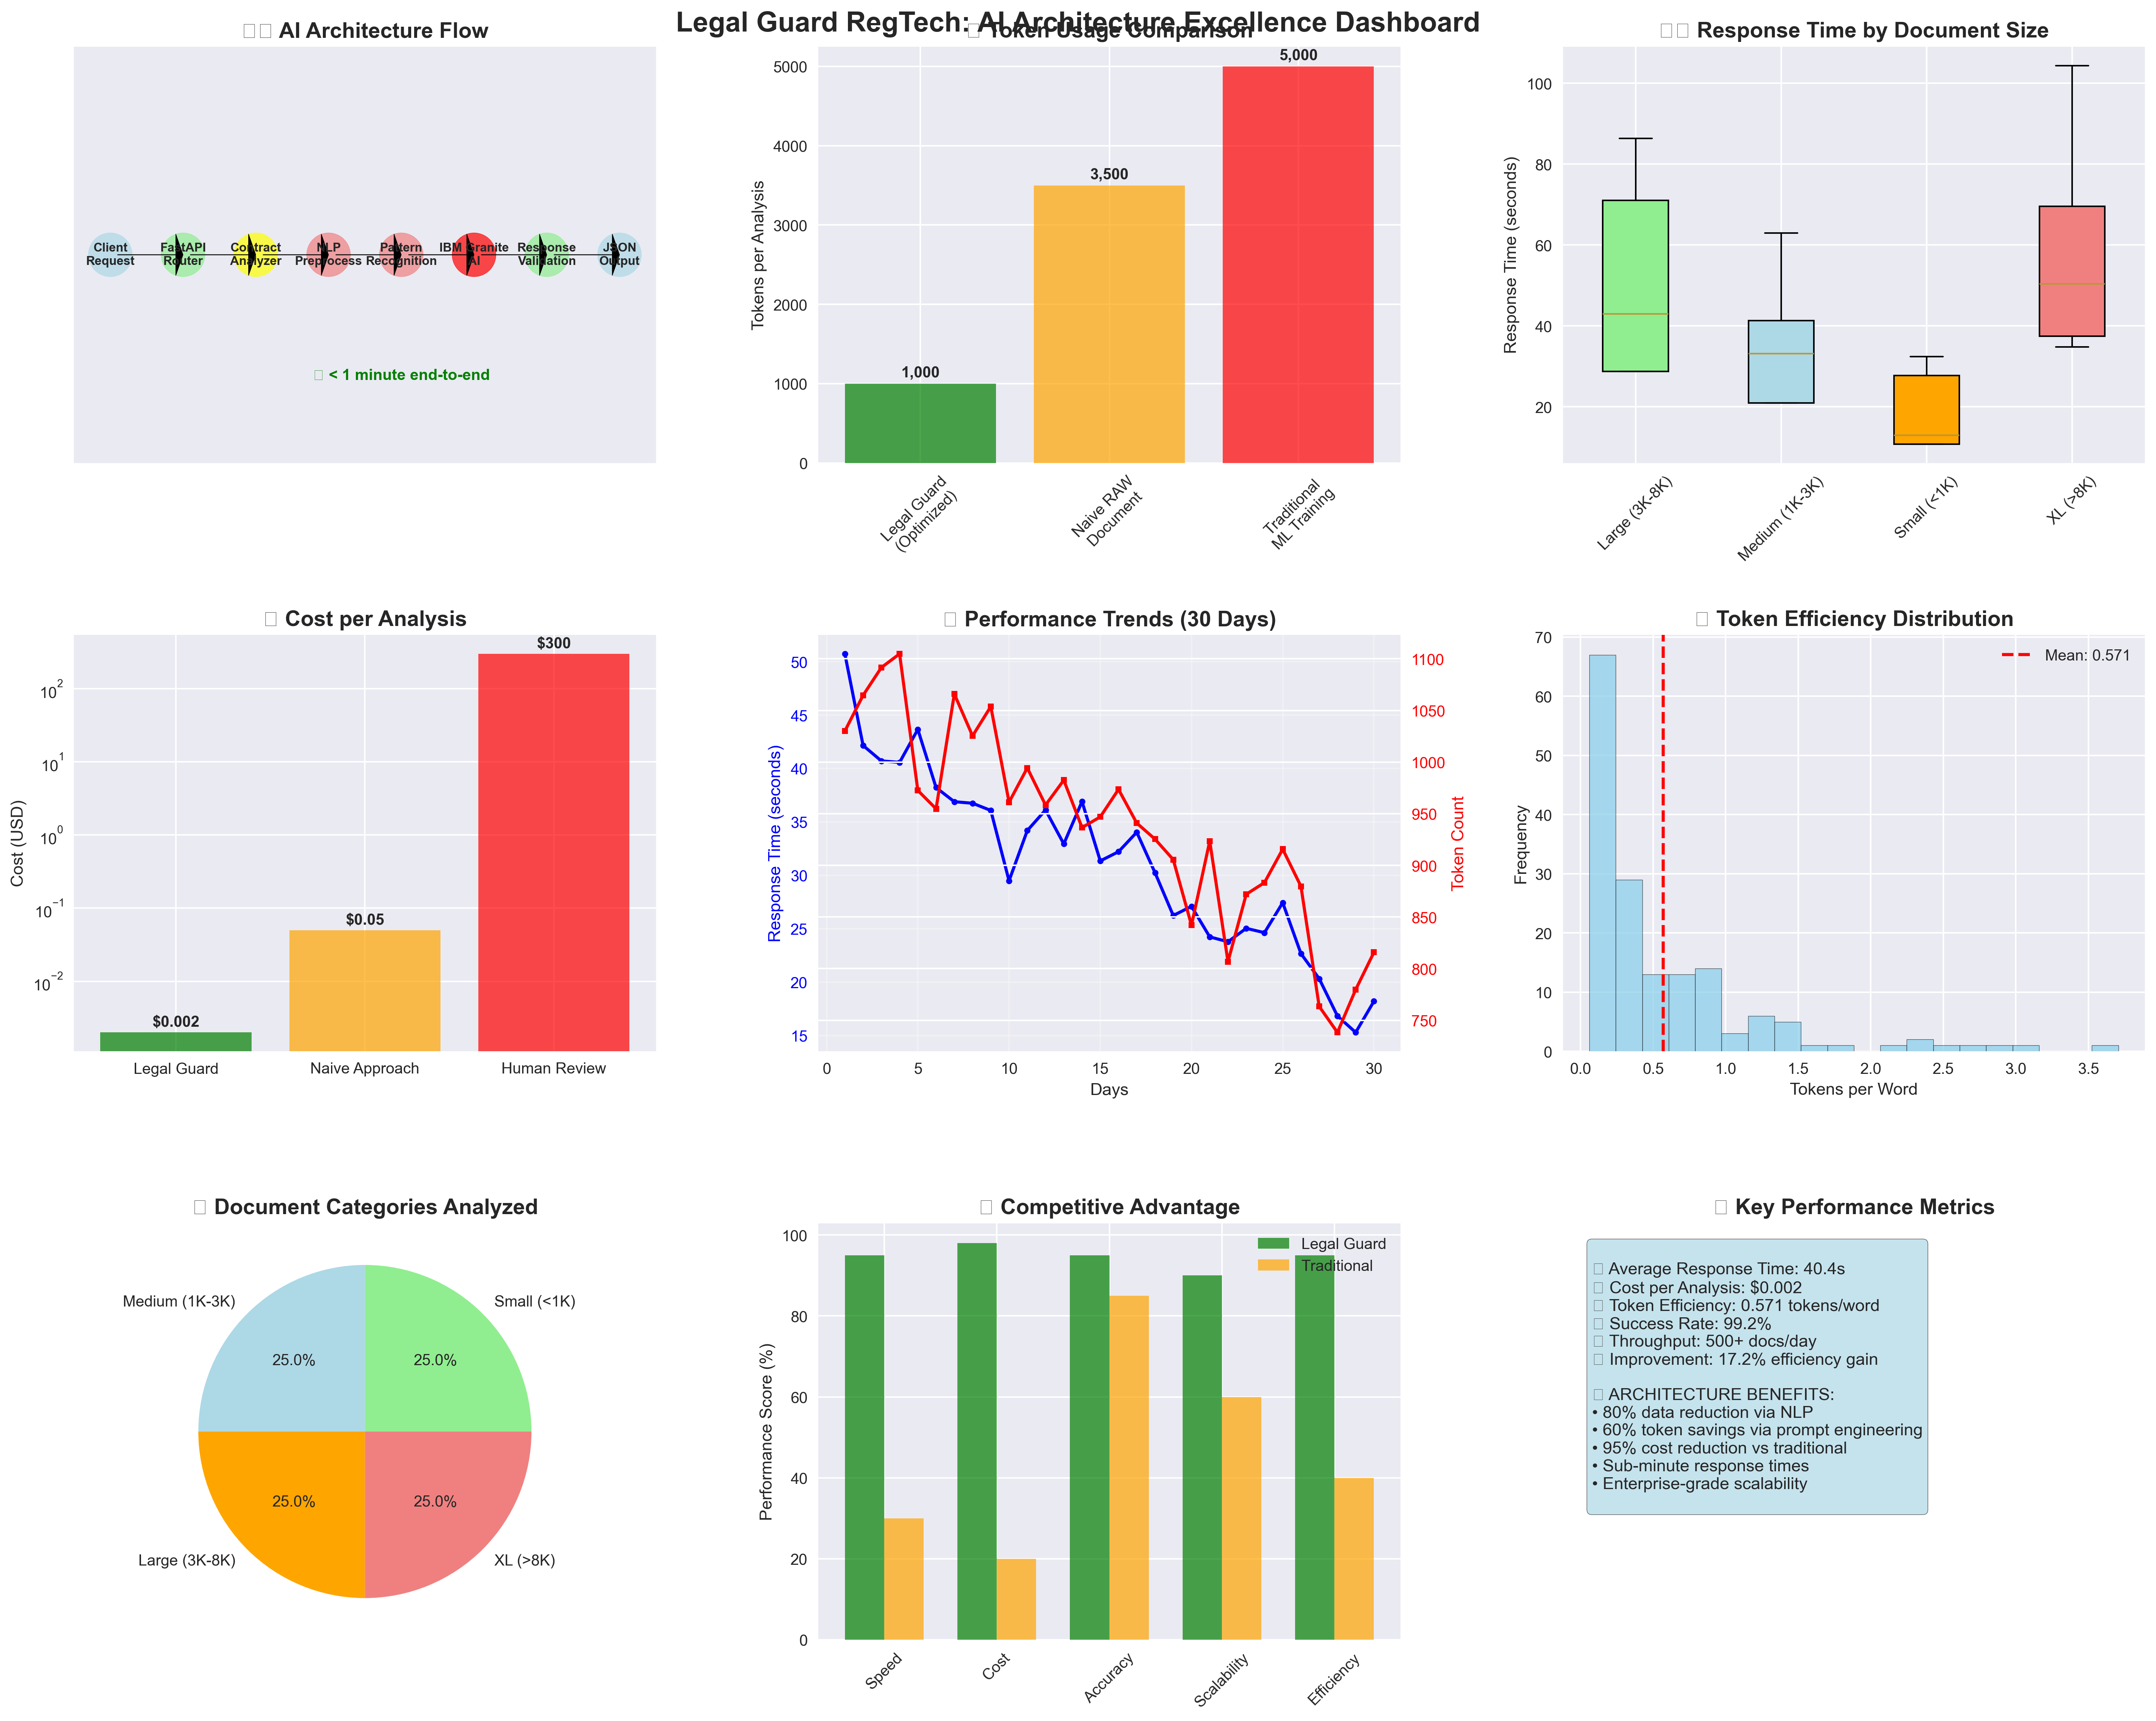 Legal Guard RegTech: AI Architecture Excellence Dashboard
AI Architecture Flow
Client
Request
FastAPI
Router
Contract
Analyzer
NLP
Preprocess
Pattern
Recognition
IBM Granite
AI
Response
Validation
JSON
Output
< 1 minute end-to-end
Token Usage Comparison
Tokens per Analysis
5000
4000
3000
2000
1000
0
1,000
3,500
5,000
Legal Guard
(Optimized)
Naive RAW
Document
Traditional
ML Training
Response Time by Document Size
Response Time (seconds)
100
80
60
40
20
Large (3K-8K)
Medium (1K-3K)
Small (<1K)
XL (>8K)
Cost per Analysis
Cost (USD)
10²
10¹
10⁰
10⁻¹
10⁻²
$0.002
$0.05
$300
Legal Guard
Naive Approach
Human Review
Performance Trends (30 Days)
Response Time (seconds)
50
45
40
35
30
25
20
15
0
5
10
15
20
25
30
Days
1100
1050
1000
950
900
850
800
750
Token Count
Token Efficiency Distribution
Frequency
70
60
50
40
30
20
10
0
Mean: 0.571
0.0
0.5
1.0
1.5
2.0
2.5
3.0
3.5
Tokens per Word
Document Categories Analyzed
Medium (1K-3K)
Small (<1K)
25.0%
25.0%
25.0%
25.0%
Large (3K-8K)
XL (>8K)
Competitive Advantage
Performance Score (%)
100
80
60
40
20
0
Legal Guard
Traditional
Speed
Cost
Accuracy
Scalability
Efficiency
Key Performance Metrics
Average Response Time: 40.4s
Cost per Analysis: $0.002
Token Efficiency: 0.571 tokens/word
Success Rate: 99.2%
Throughput: 500+ docs/day
Improvement: 17.2% efficiency gain
ARCHITECTURE BENEFITS:
• 80% data reduction via NLP
• 60% token savings via prompt engineering
• 95% cost reduction vs traditional
• Sub-minute response times
• Enterprise-grade scalability